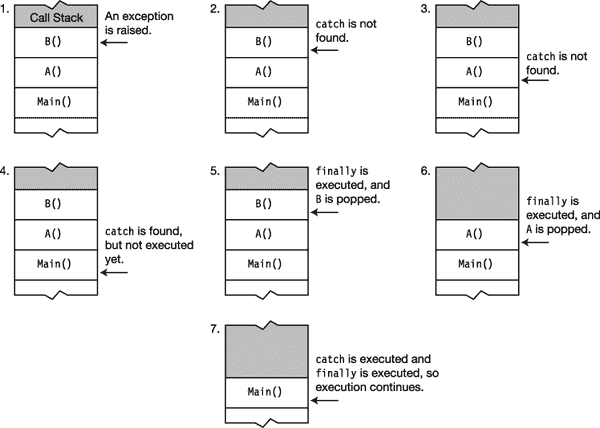 1.
Call Stack
B()
A()
Main()
An exception
is raised.
2.
B()
A()
Main()
catch is not
found.
3.
B()
A()
Main()
catch is not
found.
4.
B()
A()
Main()
catch is found,
but not executed
yet.
5.
B()
A()
Main()
finally is
executed, and
B is popped.
6.
A()
Main()
finally is
executed, and
A is popped.
7.
Main()
catch is executed and
finally is executed, so
execution continues.